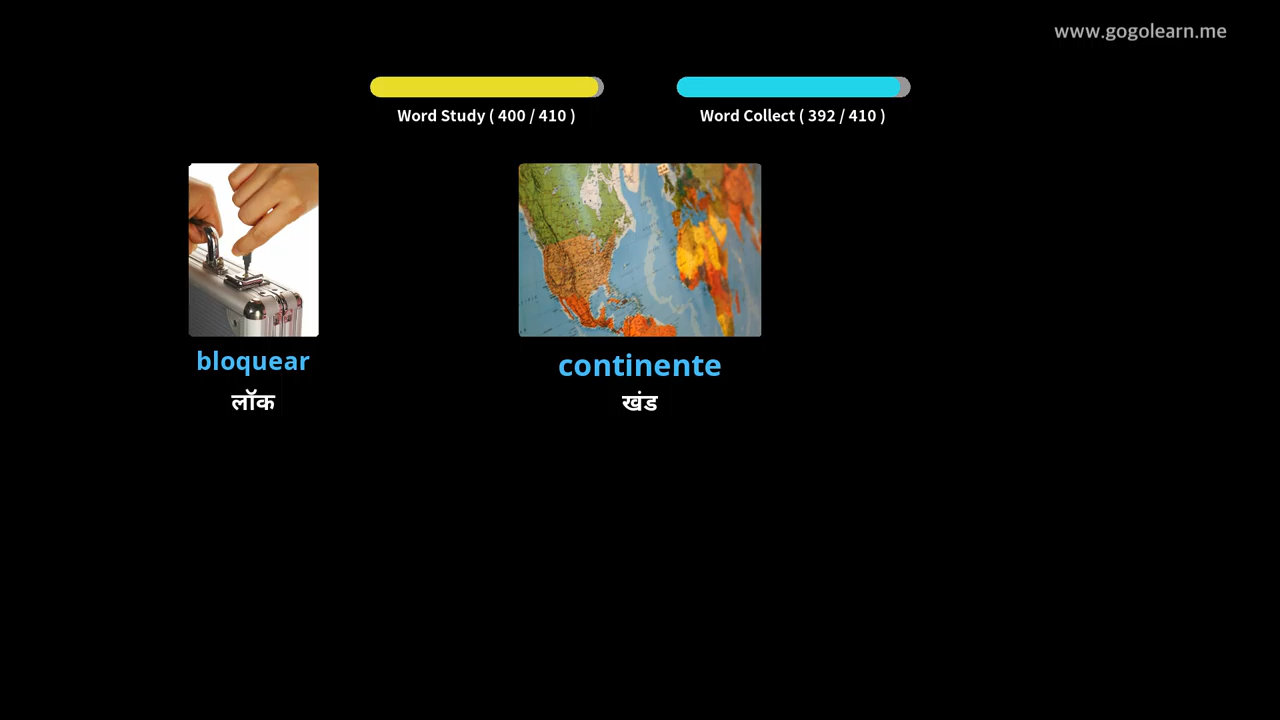 www.gogolearn.me
Word Study ( 400 / 410 )
Word Collect ( 392 / 410 )
bloquear
लॉक
continente
खंड